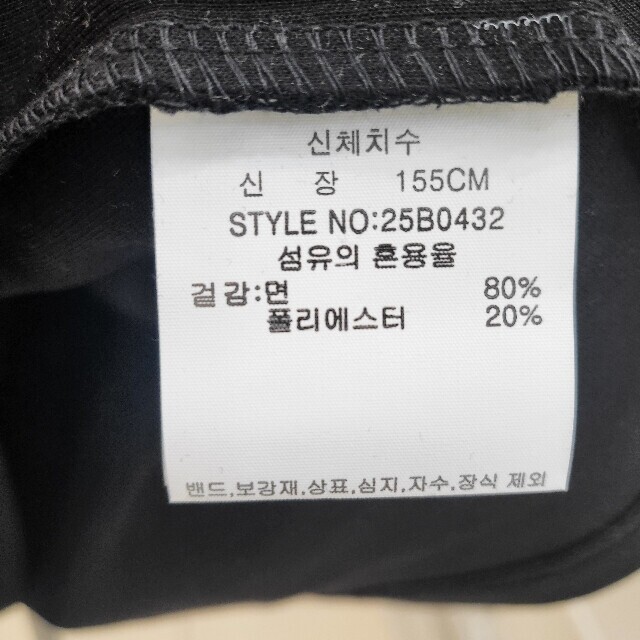 신체치수
신 장 155CM
STYLE NO:25B0432
섬유의 혼용율
겉감:면 80%
폴리에스터 20%
밴드,보강재,상표,심지,자수,장식 제외